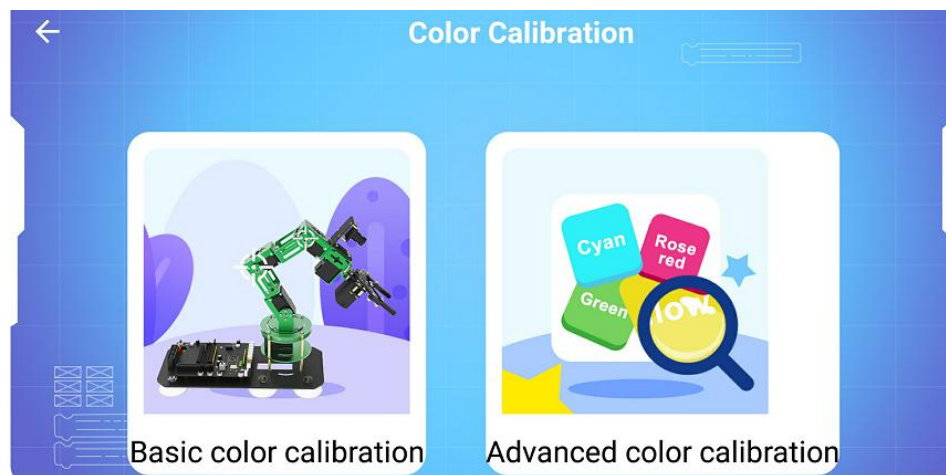 Color Calibration
Cyan
Rose
red
Green
low
Basic color calibration
Advanced color calibration